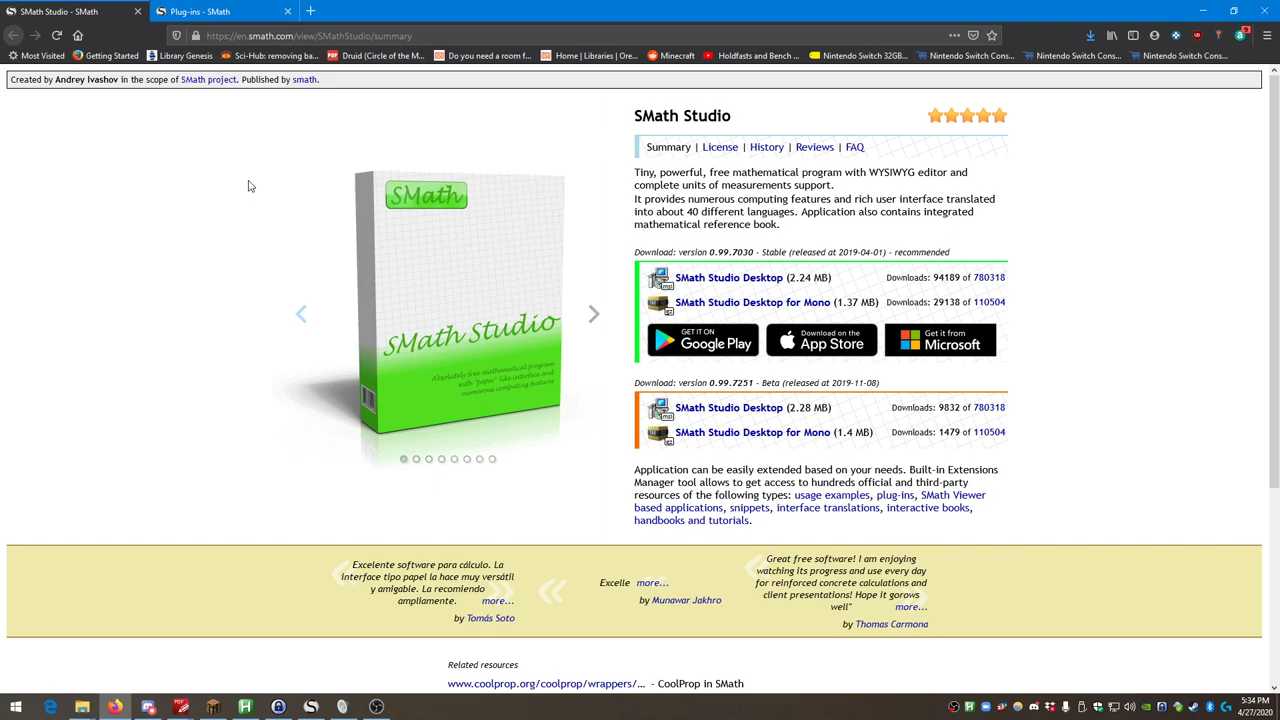 SMath Studio - SMath
Plug-ins - SMath
https://en.smath.com/view/SMathStudio/summary
Most Visited
Getting Started
Library Genesis
Sci-Hub: removing ba...
Druid (Circle of the M...
Do you need a room f...
Home | Libraries | Ore...
Minecraft
Holdfasts and Bench ...
Nintendo Switch 32GB...
Nintendo Switch Cons...
Nintendo Switch Cons...
Nintendo Switch Cons...
Created by Andrey Ivashov in the scope of SMath project. Published by smath.
SMath
SMath Studio
Absolutely free mathematical program
with "paper" like interface and
numerous computing features
SMath Studio
Summary | License | History | Reviews | FAQ
Tiny, powerful, free mathematical program with WYSIWYG editor and
complete units of measurements support.
It provides numerous computing features and rich user interface translated
into about 40 different languages. Application also contains integrated
mathematical reference book.
Download: version 0.99.7030 - Stable (released at 2019-04-01) - recommended
SMath Studio Desktop (2.24 MB) Downloads: 94189 of 780318
SMath Studio Desktop for Mono (1.37 MB) Downloads: 29138 of 110504
GET IT ON
Google Play
Download on the
App Store
Get it from
Microsoft
Download: version 0.99.7251 - Beta (released at 2019-11-08)
SMath Studio Desktop (2.28 MB) Downloads: 9832 of 780318
SMath Studio Desktop for Mono (1.4 MB) Downloads: 1479 of 110504
Application can be easily extended based on your needs. Built-in Extensions
Manager tool allows to get access to hundreds official and third-party
resources of the following types: usage examples, plug-ins, SMath Viewer
based applications, snippets, interface translations, interactive books,
handbooks and tutorials.
Excelente software para cálculo. La
interface tipo papel la hace muy versátil
y amigable. La recomiendo
ampliamente. more...
by Tomás Soto
Excelle more...
by Munawar Jakhro
Great free software! I am enjoying
watching its progress and use every day
for reinforced concrete calculations and
client presentations! Hope it gorows
well" more...
by Thomas Carmona
Related resources
www.coolprop.org/coolprop/wrappers/... - CoolProp in SMath
5:34 PM
4/27/2020